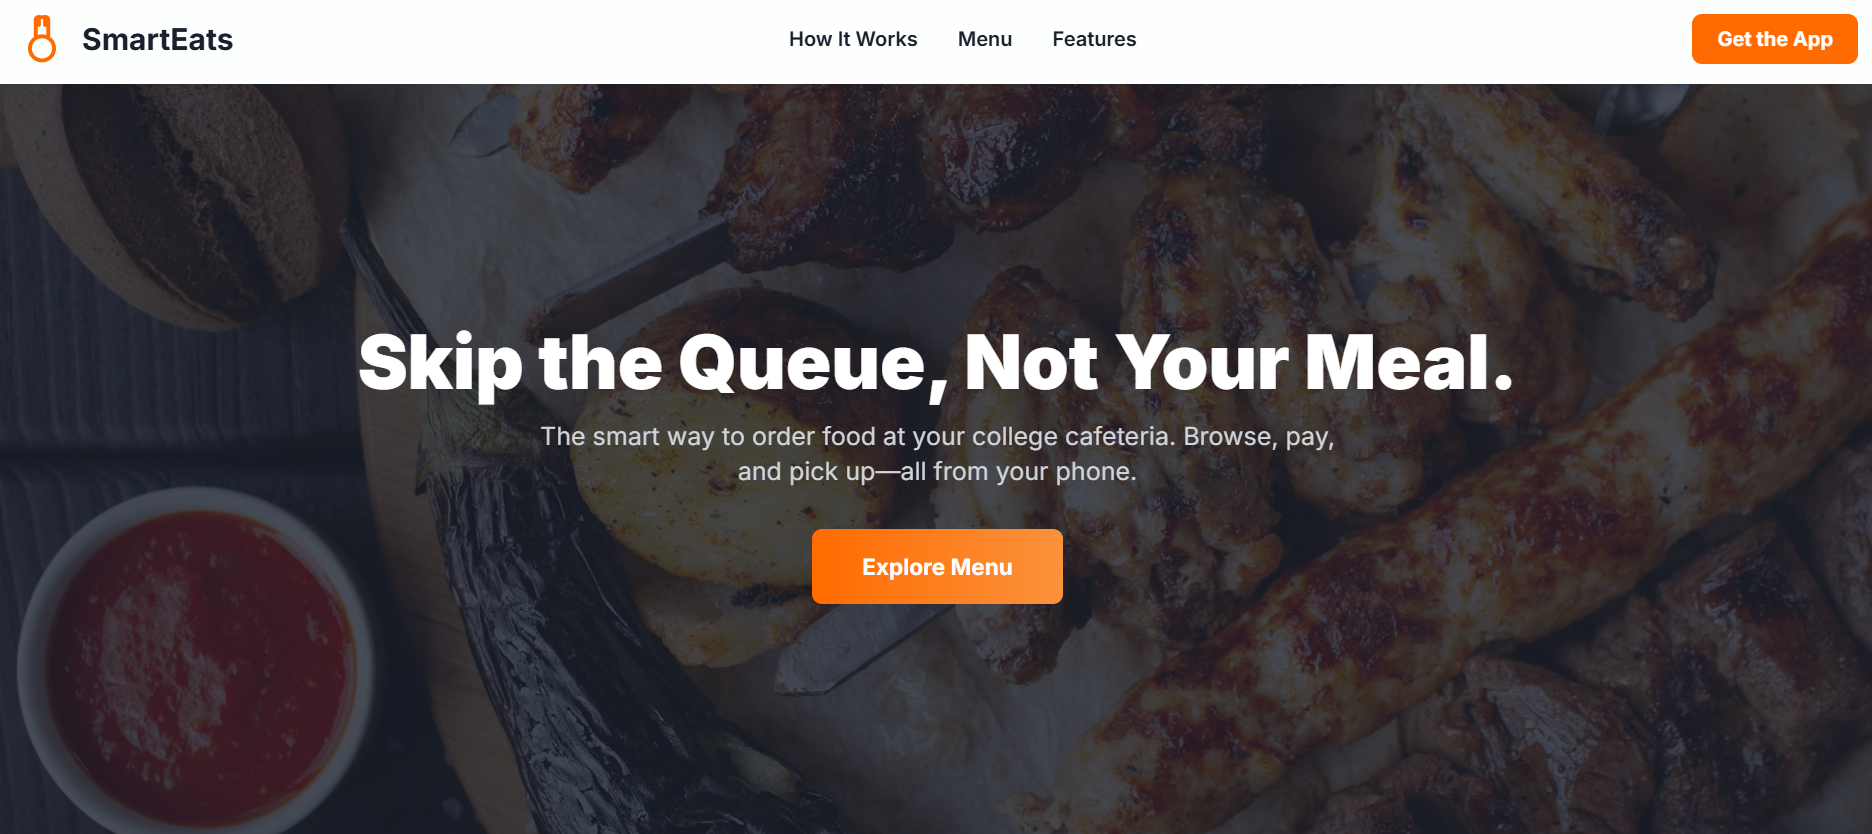 SmartEats
How It Works
Menu
Features
Get the App
Skip the Queue, Not Your Meal.
The smart way to order food at your college cafeteria. Browse, pay,
and pick up—all from your phone.
Explore Menu